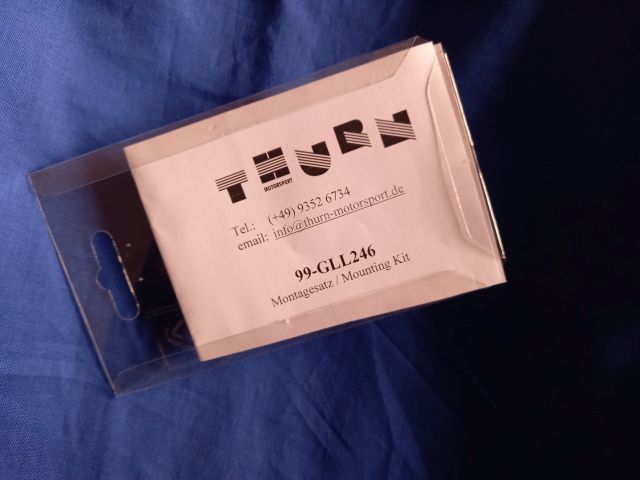 THURN
MOTORSPORT
Tel.: (+49) 9352 6734
email: info@thurn-motorsport.de
99-GLL246
Montagesatz / Mounting Kit